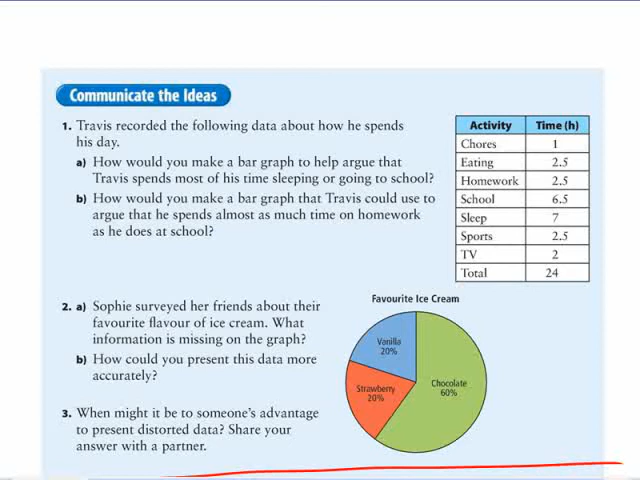 Communicate the Ideas
1. Travis recorded the following data about how he spends
his day.
a) How would you make a bar graph to help argue that
Travis spends most of his time sleeping or going to school?
b) How would you make a bar graph that Travis could use to
argue that he spends almost as much time on homework
as he does at school?
Activity Time (h)
Chores 1
Eating 2.5
Homework 2.5
School 6.5
Sleep 7
Sports 2.5
TV 2
Total 24
2. a) Sophie surveyed her friends about their
favourite flavour of ice cream. What
information is missing on the graph?
b) How could you present this data more
accurately?
Favourite Ice Cream
Vanilla
20%
Strawberry
20%
Chocolate
60%
3. When might it be to someone's advantage
to present distorted data? Share your
answer with a partner.